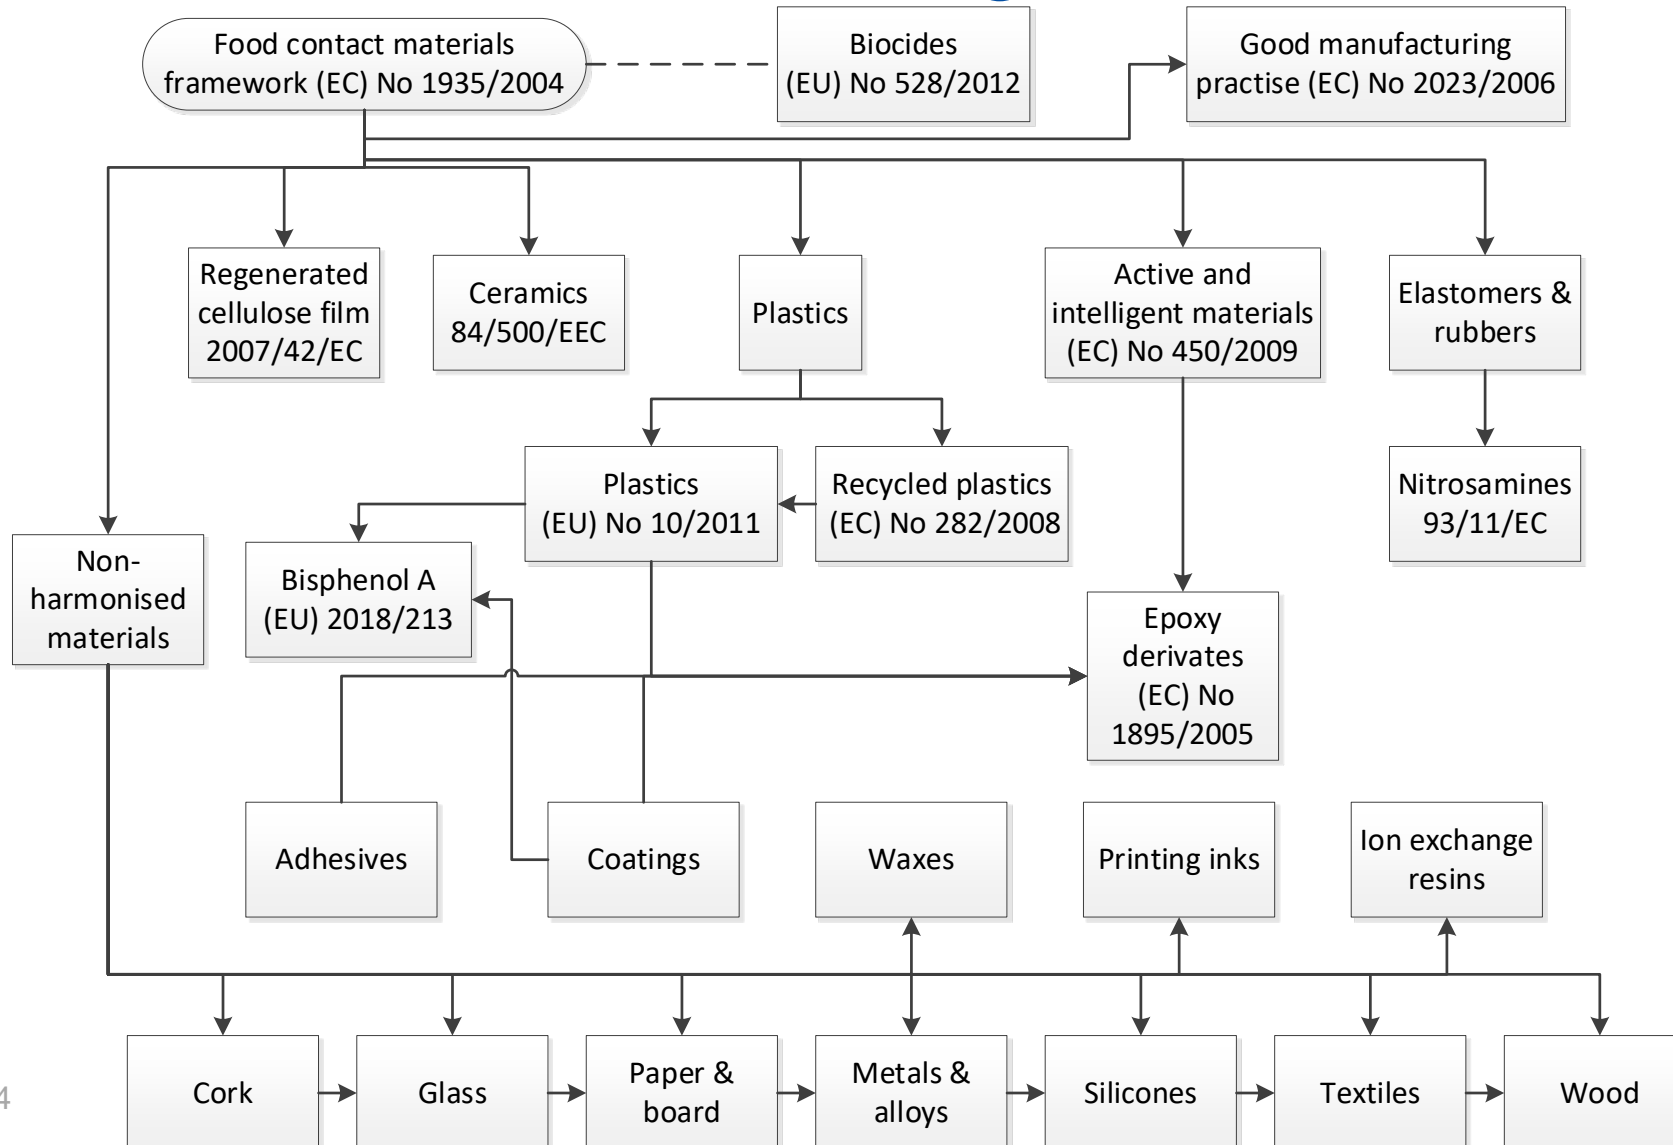 Food contact materials
framework (EC) No 1935/2004
Biocides
(EU) No 528/2012
Good manufacturing
practise (EC) No 2023/2006
Regenerated
cellulose film
2007/42/EC
Ceramics
84/500/EEC
Plastics
Active and
intelligent materials
(EC) No 450/2009
Elastomers &
rubbers
Plastics
(EU) No 10/2011
Recycled plastics
(EC) No 282/2008
Nitrosamines
93/11/EC
Non-
harmonised
materials
Bisphenol A
(EU) 2018/213
Epoxy
derivates
(EC) No
1895/2005
Adhesives
Coatings
Waxes
Printing inks
Ion exchange
resins
Cork
Glass
Paper &
board
Metals &
alloys
Silicones
Textiles
Wood
4